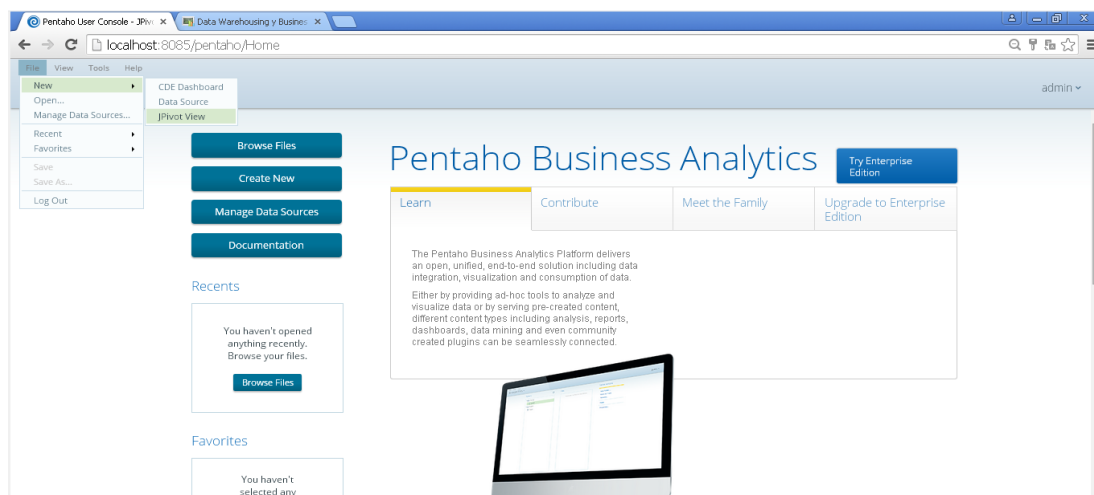 Pentaho User Console - JPiv
Data Warehousing y Busines
localhost:8085/pentaho/Home
File View Tools Help
New
Open...
Manage Data Sources...
Recent
Favorites
Save
Save As...
Log Out
CDE Dashboard
Data Source
JPivot View
admin
Browse Files
Create New
Manage Data Sources
Documentation
Recents
You haven't opened
anything recently.
Browse your files.
Browse Files
Favorites
You haven't
selected any
Pentaho Business Analytics
Try Enterprise
Edition
Learn
Contribute
Meet the Family
Upgrade to Enterprise
Edition
The Pentaho Business Analytics Platform delivers
an open, unified, end-to-end solution including data
integration, visualization and consumption of data.
Either by providing ad-hoc tools to analyze and
visualize data or by serving pre-created content,
different content types including analysis, reports,
dashboards, data mining and even community
created plugins can be seamlessly connected.